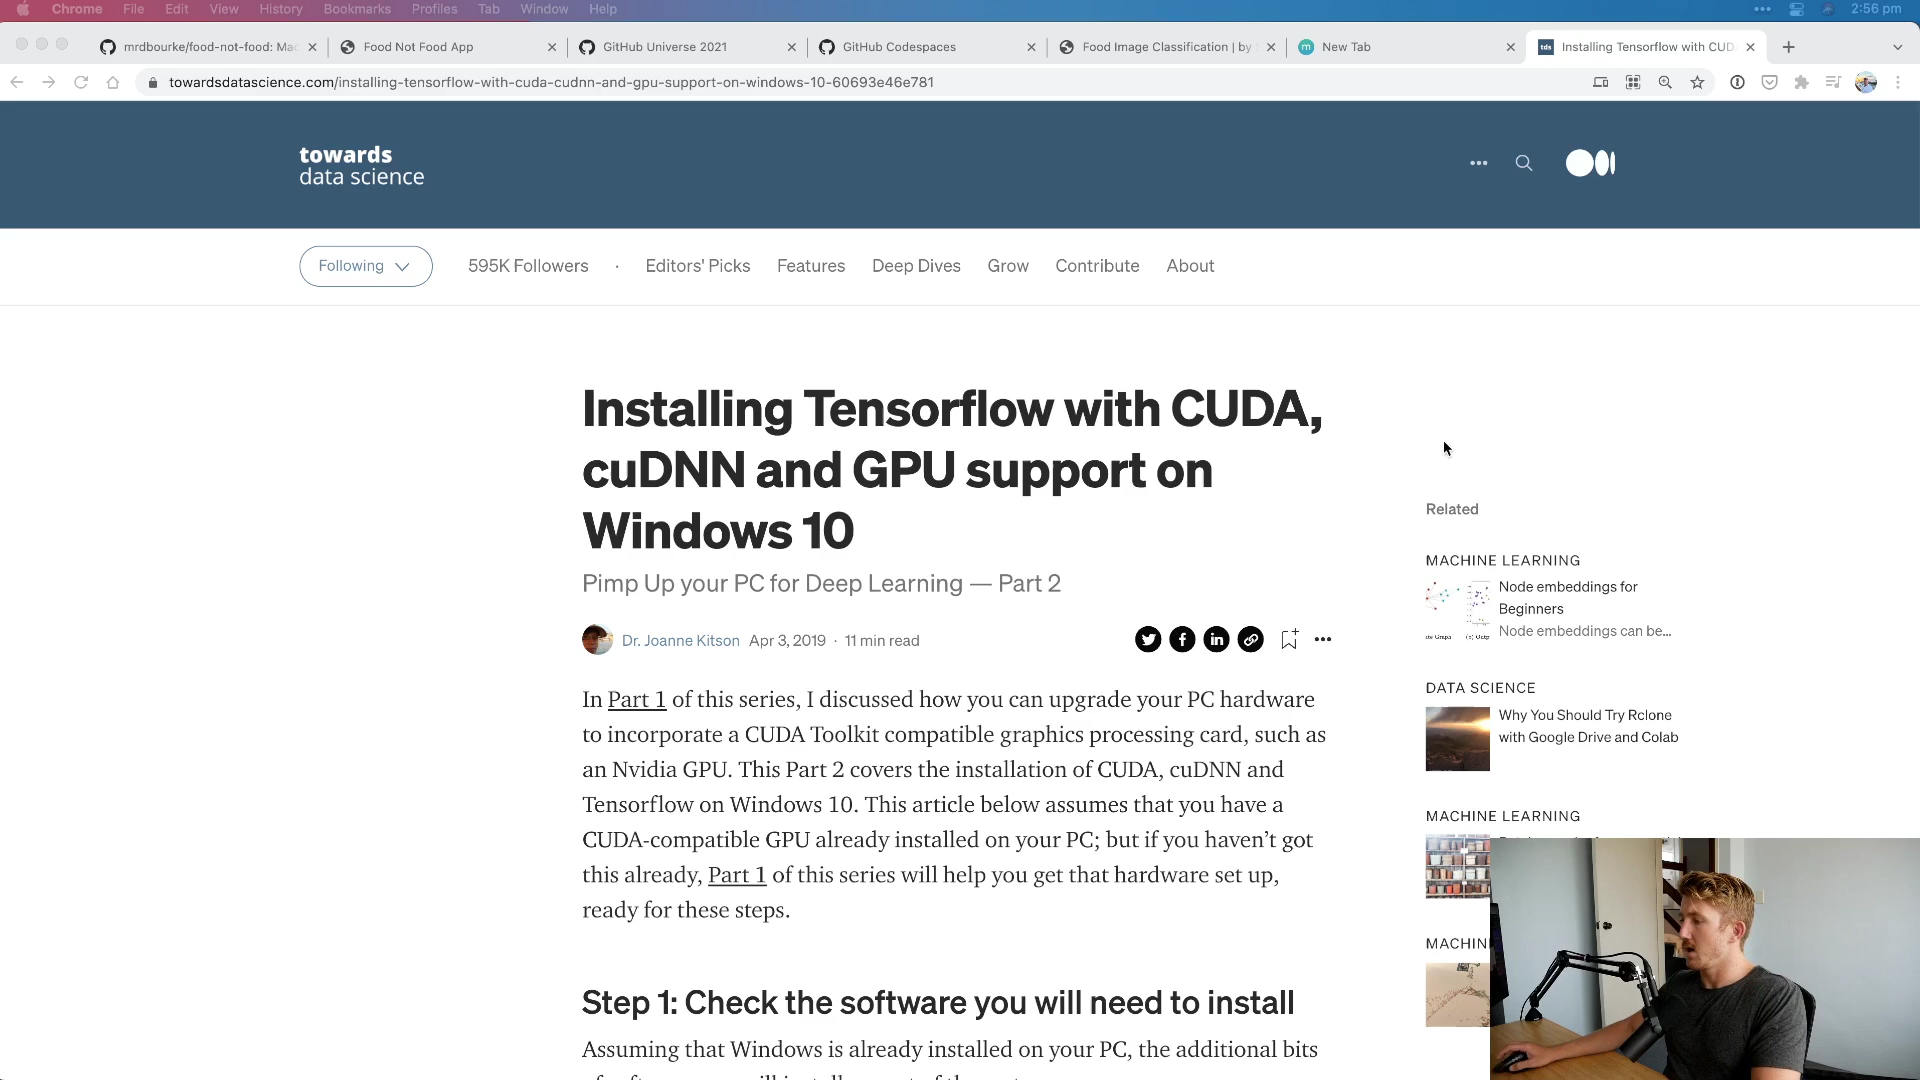 Chrome File Edit View History Bookmarks Profiles Tab Window Help 2:56 pm
mrdbourke/food-not-food: Mac Food Not Food App GitHub Universe 2021 GitHub Codespaces Food Image Classification | by New Tab tds Installing Tensorflow with CUD
towardsdatascience.com/installing-tensorflow-with-cuda-cudnn-and-gpu-support-on-windows-10-60693e46e781
towards
data science
Following 595K Followers · Editors' Picks Features Deep Dives Grow Contribute About
Installing Tensorflow with CUDA,
cuDNN and GPU support on
Windows 10
Pimp Up your PC for Deep Learning — Part 2
Dr. Joanne Kitson Apr 3, 2019 · 11 min read
In Part 1 of this series, I discussed how you can upgrade your PC hardware
to incorporate a CUDA Toolkit compatible graphics processing card, such as
an Nvidia GPU. This Part 2 covers the installation of CUDA, cuDNN and
Tensorflow on Windows 10. This article below assumes that you have a
CUDA-compatible GPU already installed on your PC; but if you haven’t got
this already, Part 1 of this series will help you get that hardware set up,
ready for these steps.
Step 1: Check the software you will need to install
Assuming that Windows is already installed on your PC, the additional bits
Related
MACHINE LEARNING
Node embeddings for
Beginners
Node embeddings can be...
DATA SCIENCE
Why You Should Try Rclone
with Google Drive and Colab
MACHINE LEARNING
MACHIN